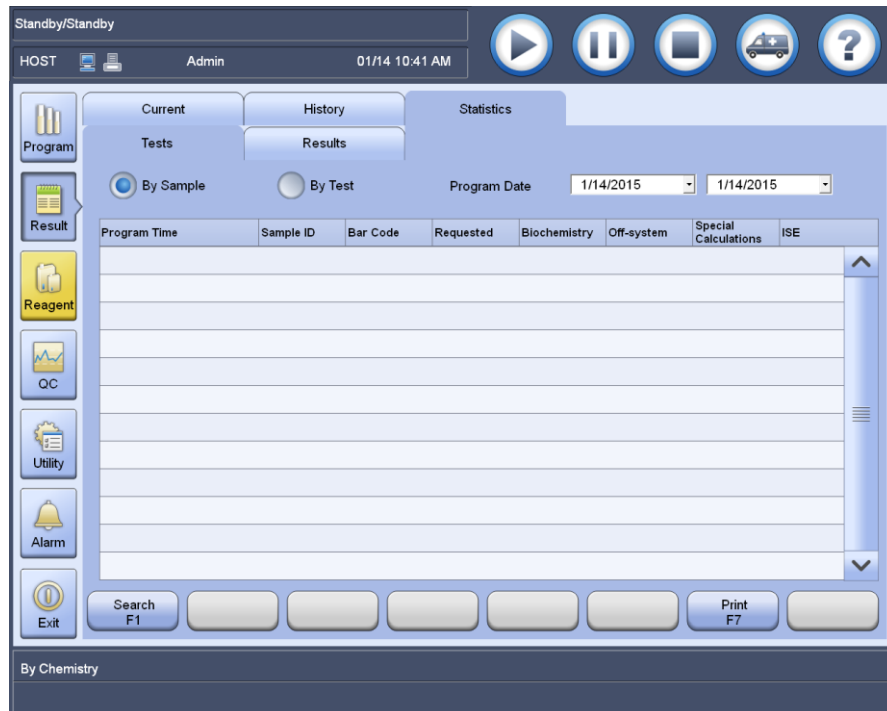 Standby/Standby
HOST Admin 01/14 10:41 AM
?
Current History Statistics
Program Tests Results
By Sample By Test Program Date 1/14/2015 1/14/2015
Result
Program Time Sample ID Bar Code Requested Biochemistry Off-system Special Calculations ISE
Reagent
QC
Utility
Alarm
Exit
Search F1
Print F7
By Chemistry